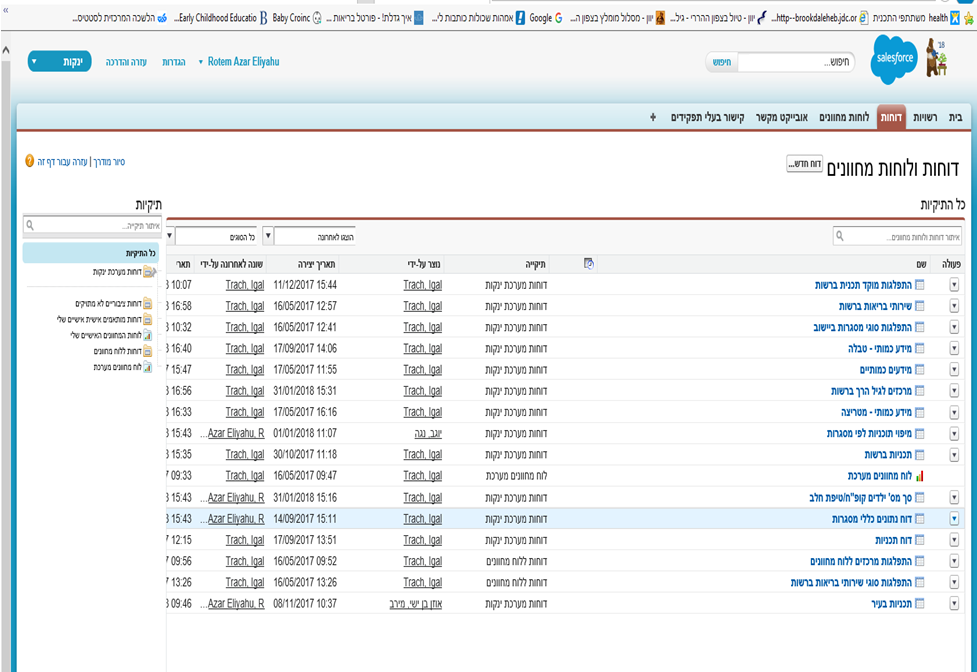 health משתתפי התכנית http--brookdaleheb.jdc.or... יוון - טיול בצפון ההררי - גיל... יוון - מסלול מומלץ בצפון ה... Google אמהות שכולות כותבות לי... איך גדלת! - פורטל בריאות ... Baby Croinc Early Childhood Educatio... הלשכה המרכזית לסטטיס...
salesforce '18 חיפוש... חיפוש Rotem Azar Eliyahu הגדרות עזרה והדרכה ינקות
בית רשויות דוחות לוחות מחוונים אובייקט מקשר קישור בעלי תפקידים +
דוחות ולוחות מחוונים דוח חדש... סיור מודרך | עזרה עבור דף זה
כל התיקיות
איתור דוחות ולוחות מחוונים... הוצגו לאחרונה כל הסוגים
פעולה שם תיקייה נוצר על-ידי תאריך יצירה שונה לאחרונה על-ידי תארי
התפלגות מוקד תכנית ברשות דוחות מערכת ינקות Trach, Igal 11/12/2017 15:44 Trach, Igal 10:07
שירותי בריאות ברשות דוחות מערכת ינקות Trach, Igal 16/05/2017 12:57 Trach, Igal 16:58
התפלגות סוגי מסגרות ביישוב דוחות מערכת ינקות Trach, Igal 16/05/2017 12:41 Trach, Igal 10:32
מידע כמותי - טבלה דוחות מערכת ינקות Trach, Igal 17/09/2017 14:06 Trach, Igal 16:40
מידעים כמותיים דוחות מערכת ינקות Trach, Igal 17/05/2017 11:55 Trach, Igal 15:47
מרכזים לגיל הרך ברשות דוחות מערכת ינקות Trach, Igal 31/01/2018 15:31 Trach, Igal 16:56
מידע כמותי - מטריצה דוחות מערכת ינקות Trach, Igal 17/05/2017 16:16 Trach, Igal 16:33
מיפוי תוכניות לפי מסגרות דוחות מערכת ינקות יוגב, נגה 01/01/2018 11:07 Azar Eliyahu, R... 15:43
תכניות ברשות דוחות מערכת ינקות Trach, Igal 30/10/2017 11:18 Trach, Igal 15:35
לוח מחוונים מערכת לוח מחוונים מערכת Trach, Igal 16/05/2017 09:47 Trach, Igal 09:33
סך מס' ילדים קופ"ח/טיפת חלב דוחות מערכת ינקות Trach, Igal 31/01/2018 15:16 Azar Eliyahu, R... 15:43
דוח נתונים כללי מסגרות דוחות מערכת ינקות Trach, Igal 14/09/2017 15:11 Azar Eliyahu, R... 15:43
דוח תכניות דוחות מערכת ינקות Trach, Igal 17/09/2017 13:51 Trach, Igal 12:15
התפלגות מרכזים ללוח מחוונים דוחות ללוח מחוונים Trach, Igal 16/05/2017 09:52 Trach, Igal 09:56
התפלגות סוגי שירותי בריאות ברשות דוחות ללוח מחוונים Trach, Igal 16/05/2017 13:26 Trach, Igal 13:26
תכניות בעיר דוחות מערכת ינקות אוזן בן ישי, מירב 08/11/2017 10:37 Azar Eliyahu, R... 09:46
תיקיות
איתור תיקייה...
כל התיקיות
דוחות מערכת ינקות
דוחות ציבוריים לא מתויקים
דוחות מותאמים אישית אישיים שלי
לוחות המחוונים האישיים שלי
דוחות ללוח מחוונים
לוח מחוונים מערכת